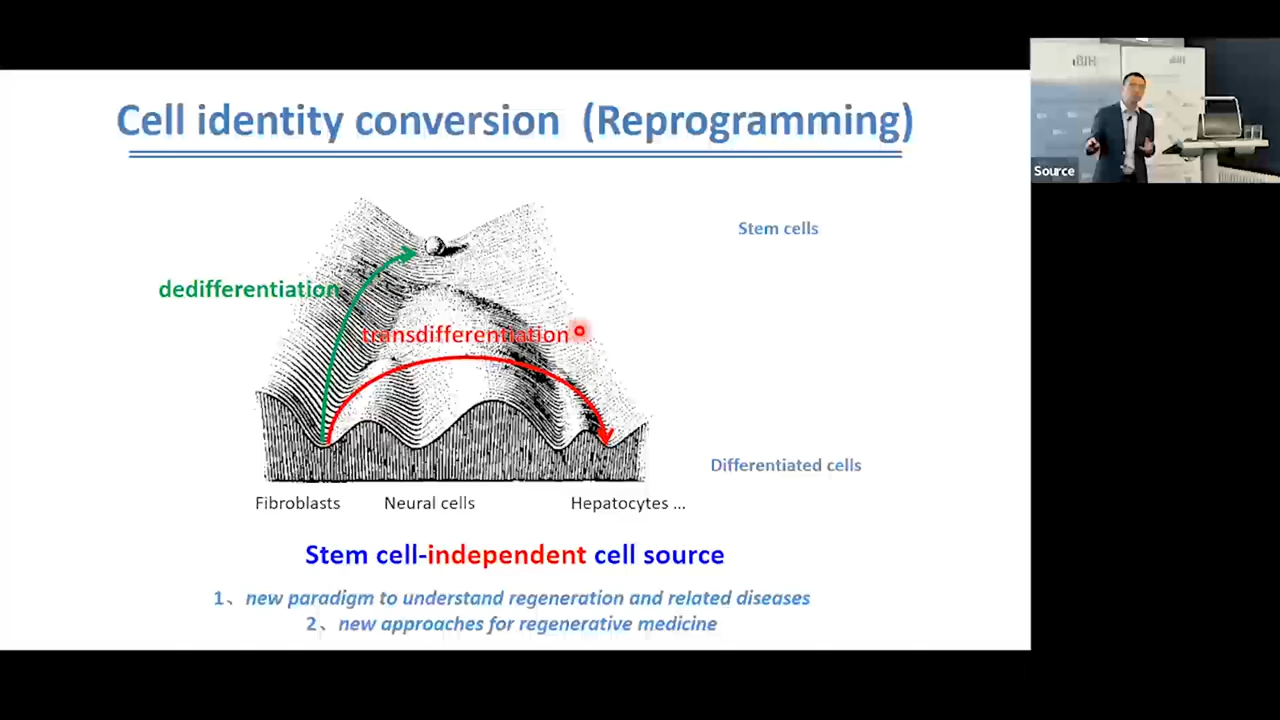 Cell identity conversion (Reprogramming)
Stem cells
dedifferentiation
transdifferentiation
Differentiated cells
Fibroblasts
Neural cells
Hepatocytes ...
Stem cell-independent cell source
1、 new paradigm to understand regeneration and related diseases
2、 new approaches for regenerative medicine
Source